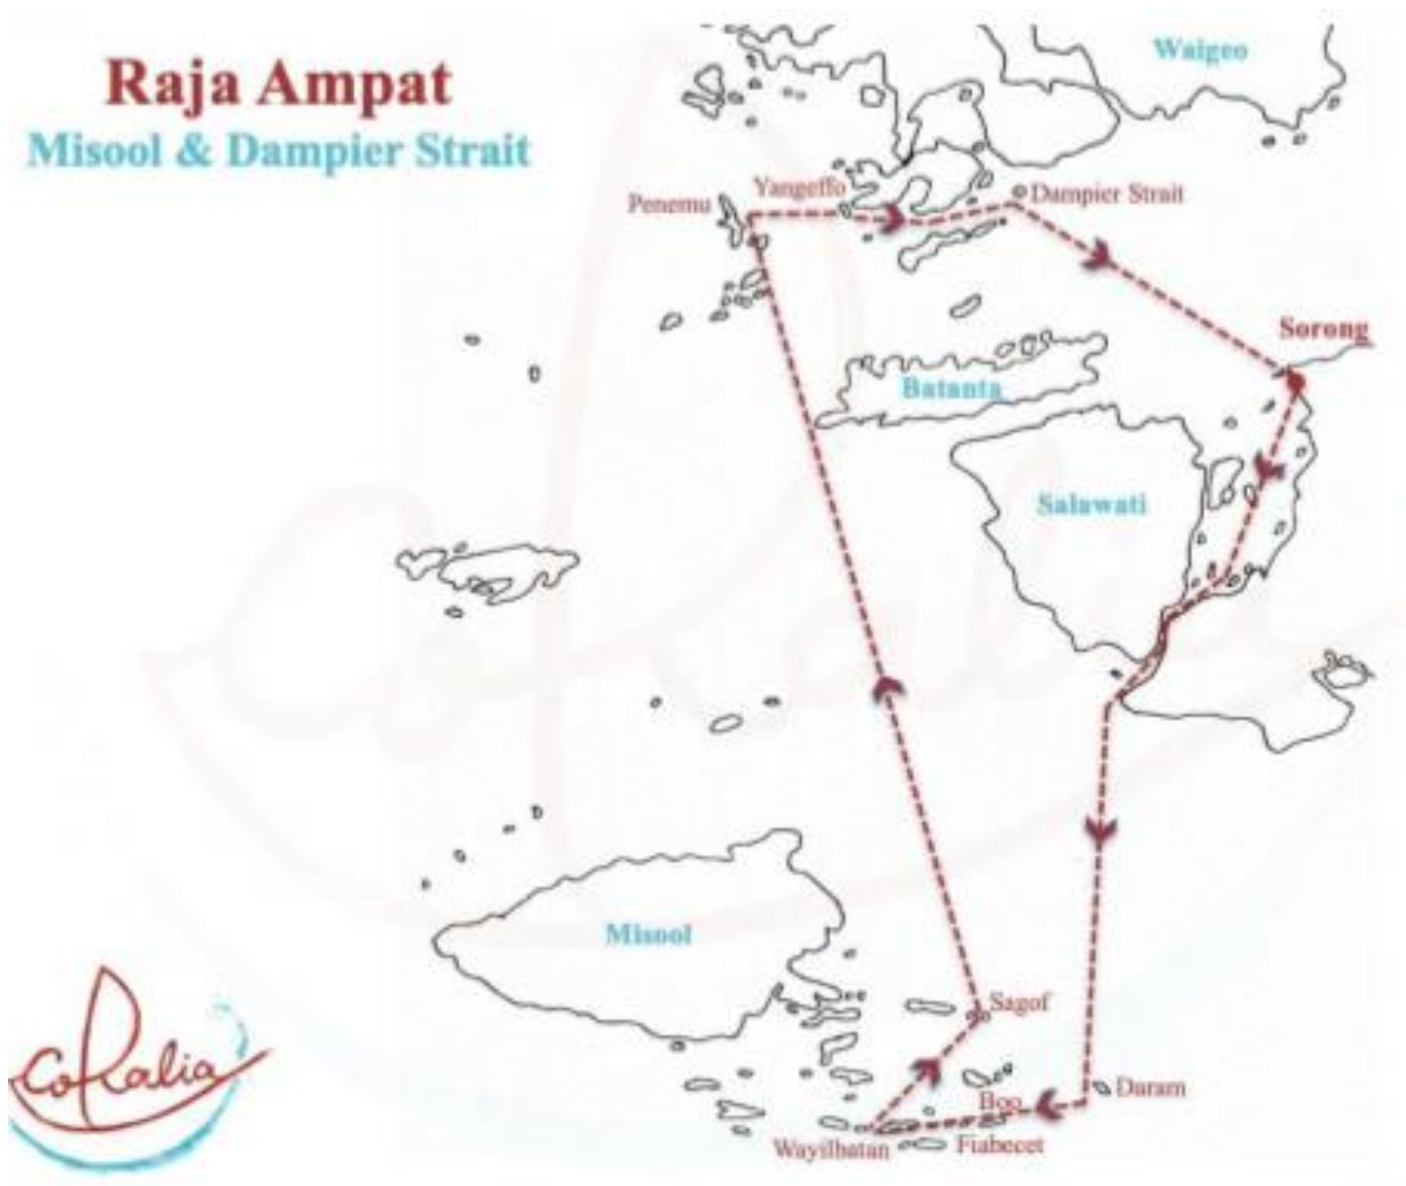 Raja Ampat
Misool & Dampier Strait
Waigeo
Yangeffo
Penemu
Dampier Strait
Sorong
Batanta
Salawati
Misool
Sagof
Daram
Boo
Wayilbatan
Fiabecet
coRalia